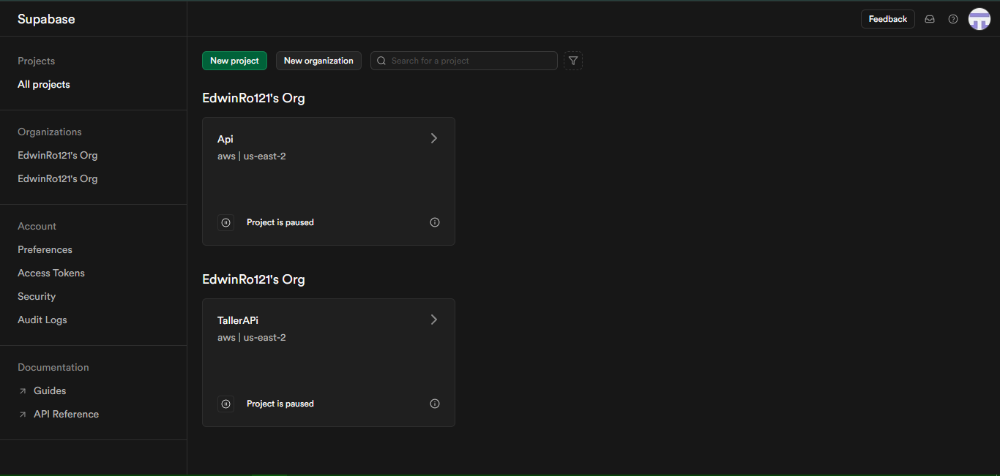 Supabase
Feedback
Projects
All projects
Organizations
EdwinRo121's Org
EdwinRo121's Org
Account
Preferences
Access Tokens
Security
Audit Logs
Documentation
Guides
API Reference
New project
New organization
Search for a project
EdwinRo121's Org
Api
aws | us-east-2
Project is paused
EdwinRo121's Org
TallerAPi
aws | us-east-2
Project is paused